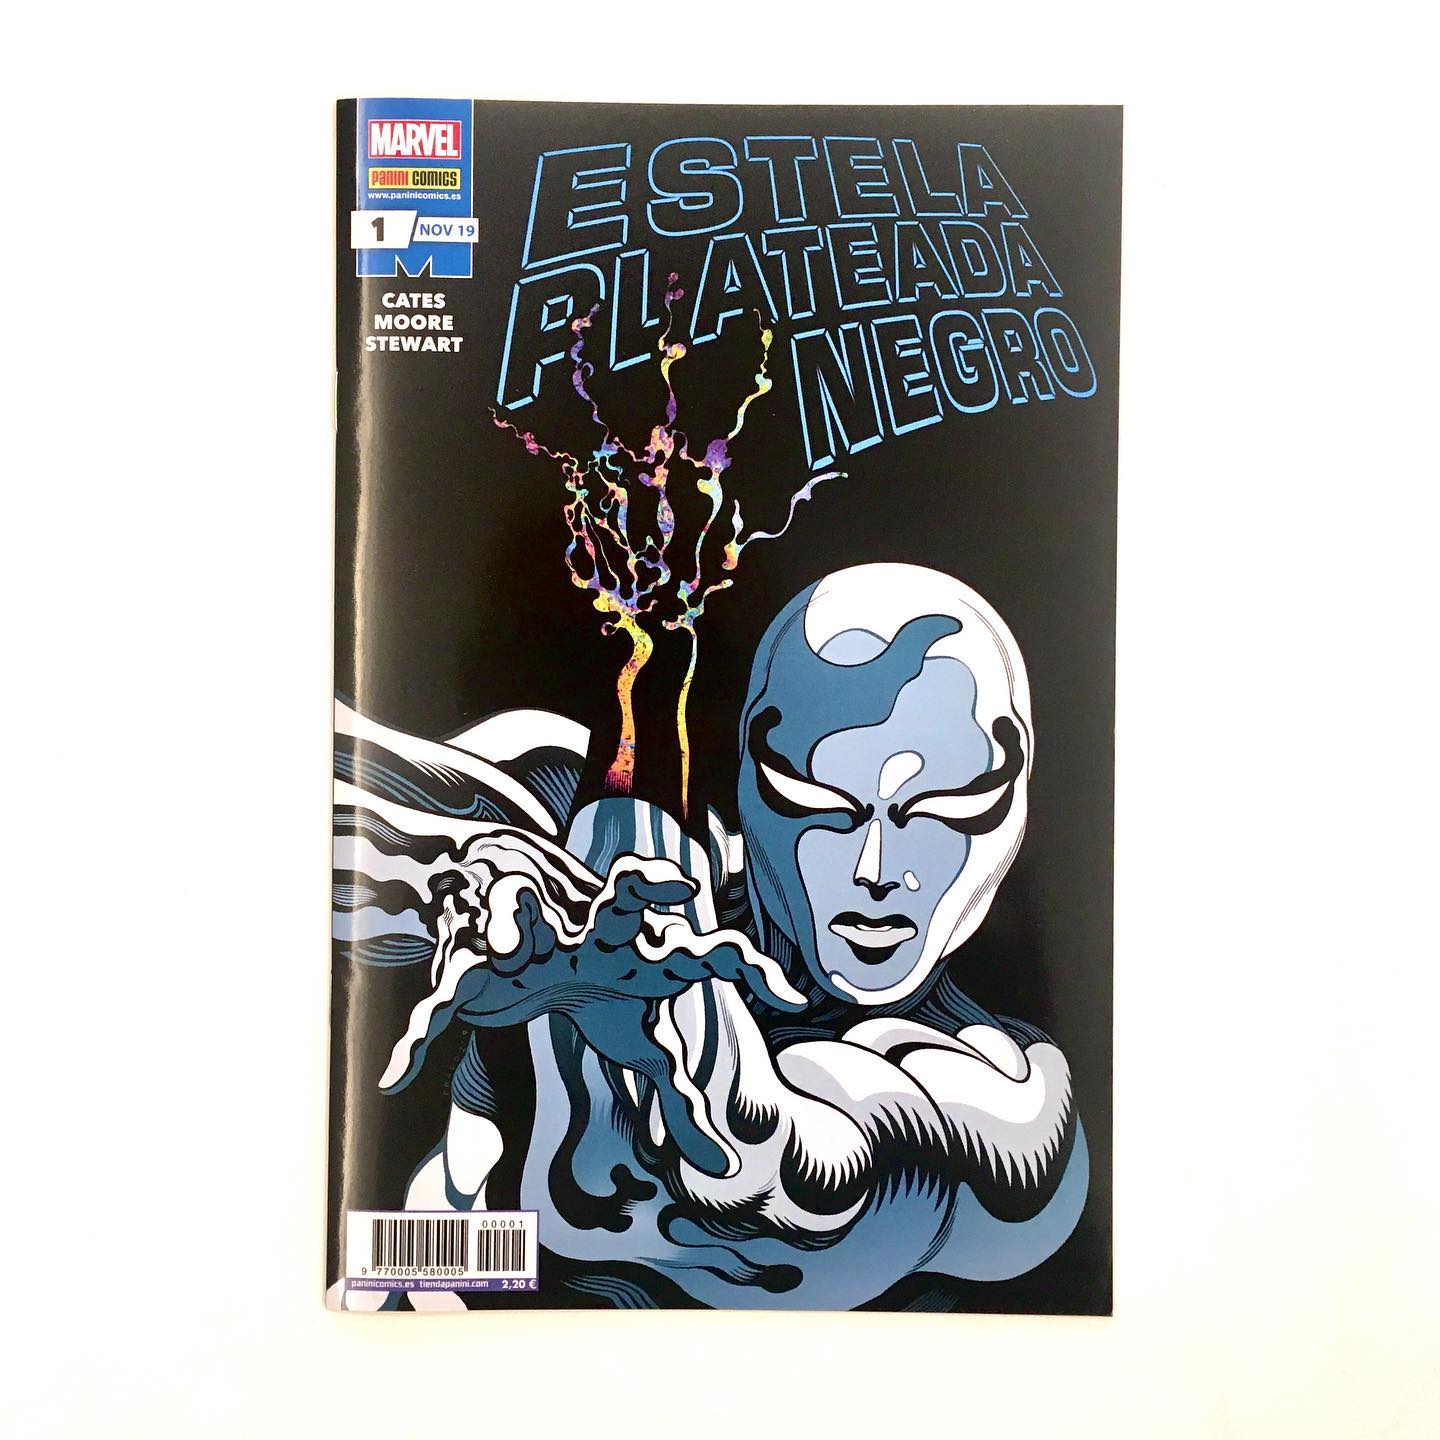 MARVEL
PANINI COMICS
www.paninicomics.es
1 NOV 19
M
CATES
MOORE
STEWART
ESTELA
PLATEADA
NEGRO
00001
9 770005 580005
paninicomics.es tiendapanini.com 2,20 €